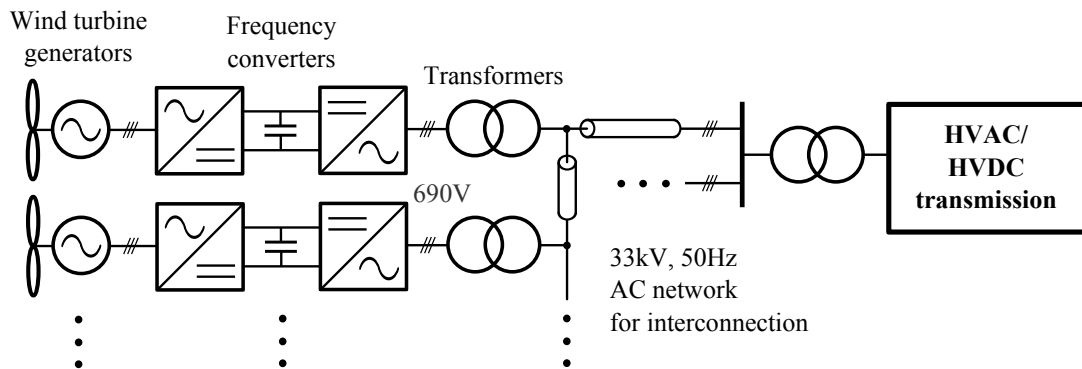 Wind turbine
generators
Frequency
converters
Transformers
690V
33kV, 50Hz
AC network
for interconnection
HVAC/
HVDC
transmission